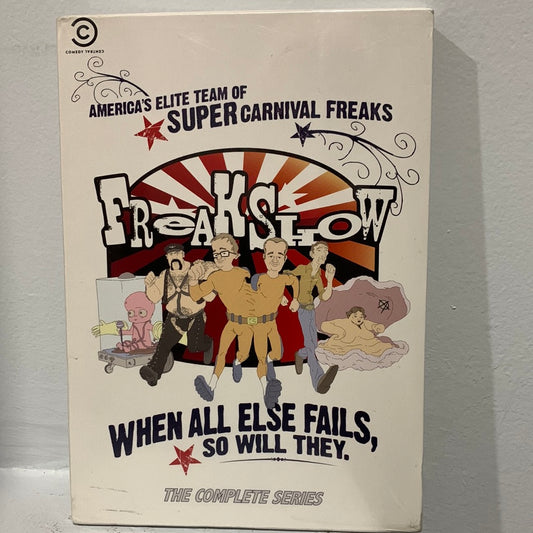 COMEDY CENTRAL
AMERICA'S ELITE TEAM OF
SUPER CARNIVAL FREAKS
FREAKSHOW
WHEN ALL ELSE FAILS,
SO WILL THEY.
THE COMPLETE SERIES